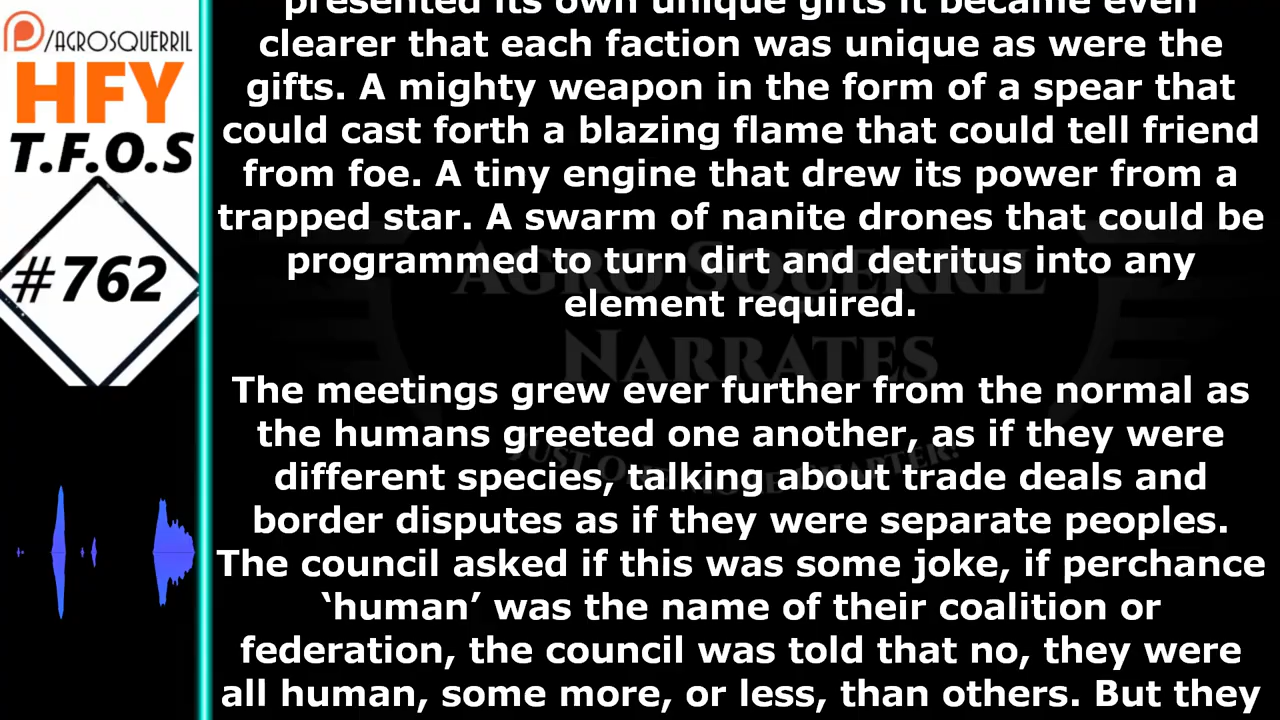 /AGROSQUERRIL
HFY
T.F.O.S
#762
presented its own unique gifts it became even
clearer that each faction was unique as were the
gifts. A mighty weapon in the form of a spear that
could cast forth a blazing flame that could tell friend
from foe. A tiny engine that drew its power from a
trapped star. A swarm of nanite drones that could be
programmed to turn dirt and detritus into any
element required.
The meetings grew ever further from the normal as
the humans greeted one another, as if they were
different species, talking about trade deals and
border disputes as if they were separate peoples.
The council asked if this was some joke, if perchance
‘human’ was the name of their coalition or
federation, the council was told that no, they were
all human, some more, or less, than others. But they
AGRO SQUERRIL
NARRATES
JUST ONE MORE CHAPTER!